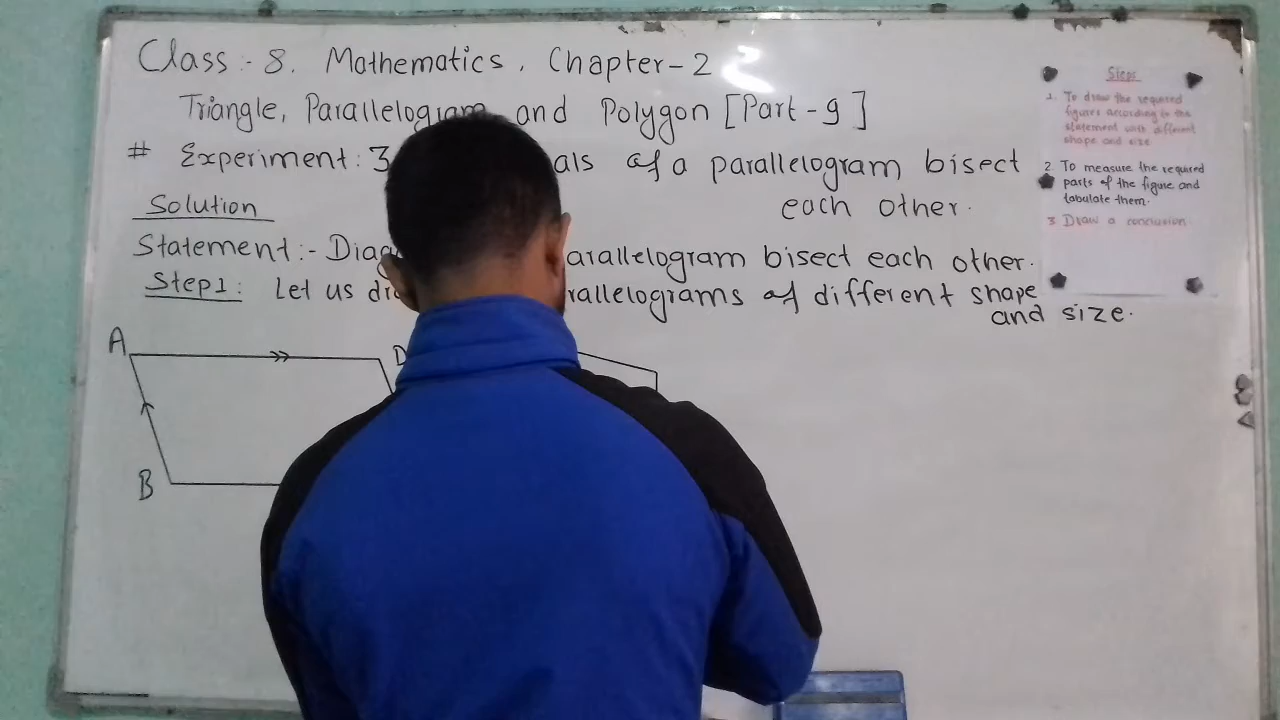 Class :- 8. Mathematics. Chapter-2
Triangle, Parallelogram and Polygon [Part-9]
# Experiment: 3 als of a parallelogram bisect
each other.
Solution
Statement:- Diag arallelogram bisect each other.
Step1: Let us dr rallelograms of different shape
and size.
A
D
B
Steps
1. To draw the required
figures according to the
statement with different
shape and size
2. To measure the required
parts of the figure and
tabulate them.
3. Draw a conclusion